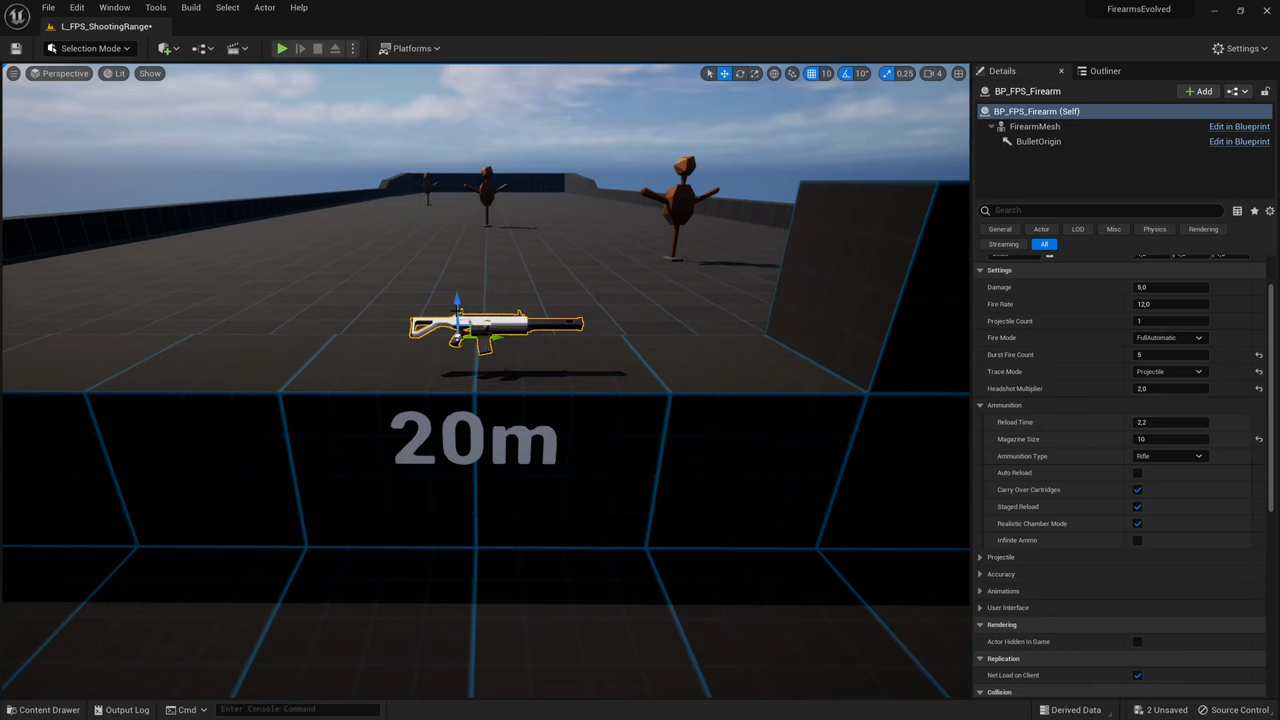 File Edit Window Tools Build Select Actor Help FirearmsEvolved
L_FPS_ShootingRange*
Selection Mode Platforms Settings
Perspective Lit Show 10 10° 0,25 4
Details Outliner
BP_FPS_Firearm Add
BP_FPS_Firearm (Self)
FirearmMesh Edit in Blueprint
BulletOrigin Edit in Blueprint
Search
General Actor LOD Misc Physics Rendering
Streaming All
Settings
Damage 5,0
Fire Rate 12,0
Projectile Count 1
Fire Mode FullAutomatic
Burst Fire Count 5
Trace Mode Projectile
Headshot Multiplier 2,0
Ammunition
Reload Time 2,2
Magazine Size 10
Ammunition Type Rifle
Auto Reload
Carry Over Cartridges
Staged Reload
Realistic Chamber Mode
Infinite Ammo
Projectile
Accuracy
Animations
User Interface
Rendering
Actor Hidden In Game
Replication
Net Load on Client
Collision
20m
Content Drawer Output Log Cmd Enter Console Command Derived Data 2 Unsaved Source Control